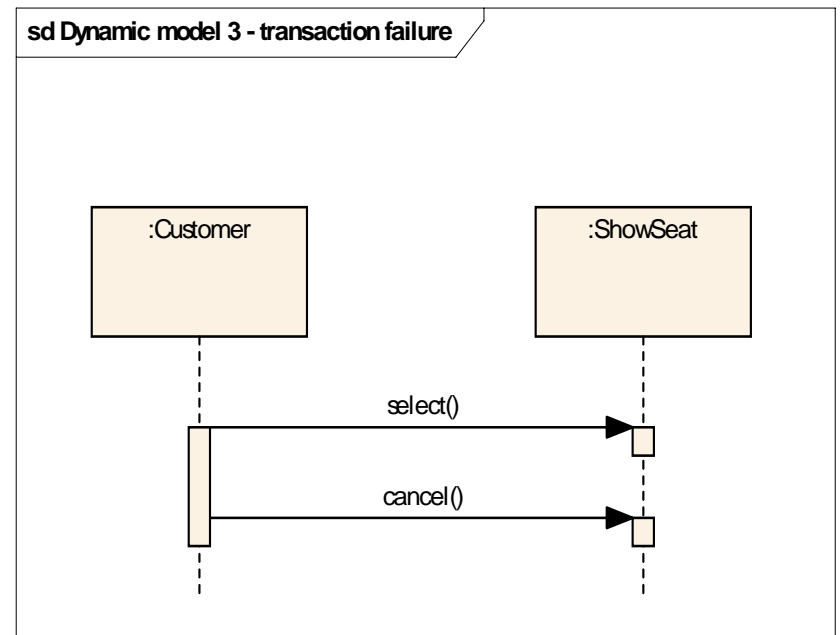 sd Dynamic model 3 - transaction failure
:Customer
:ShowSeat
select()
cancel()